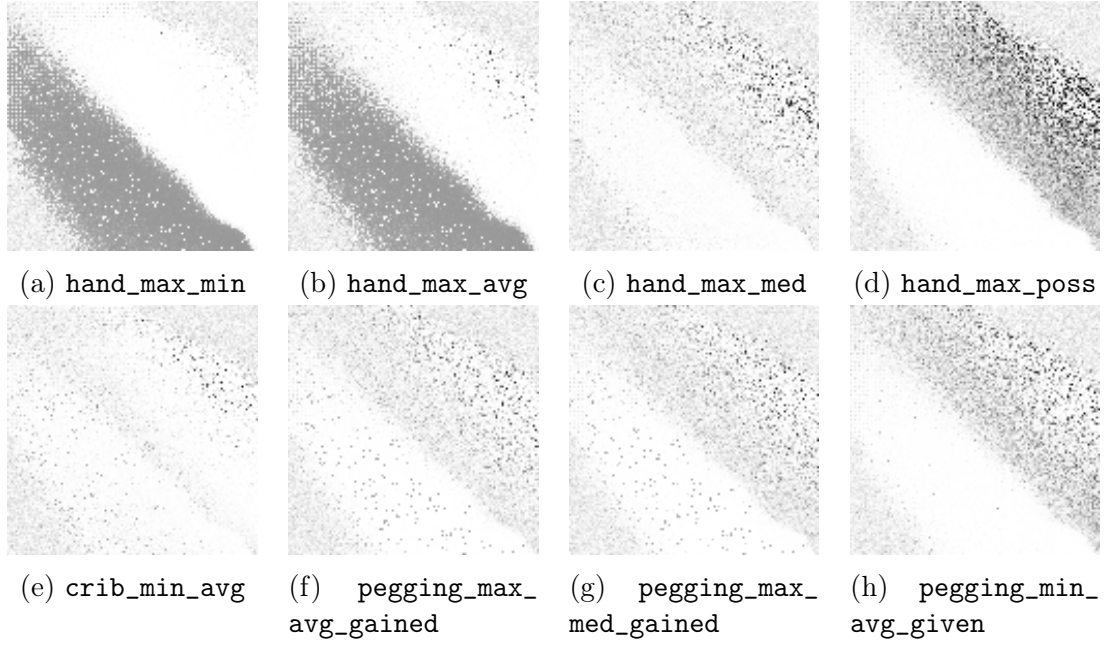 (a) hand_max_min
(b) hand_max_avg
(c) hand_max_med
(d) hand_max_poss
(e) crib_min_avg
(f) pegging_max_
avg_gained
(g) pegging_max_
med_gained
(h) pegging_min_
avg_given